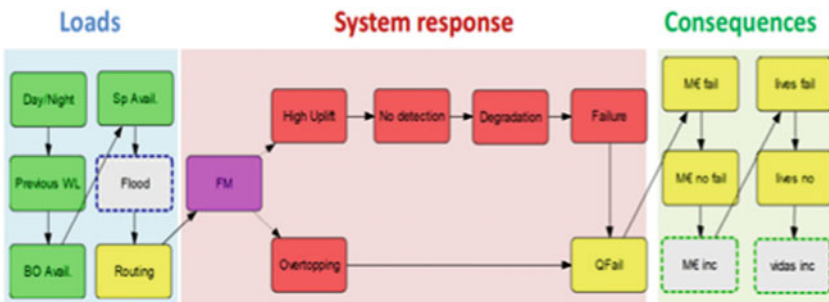 Loads
System response
Consequences
Day/Night
Sp Avail.
Previous WL
Flood
BO Avail.
Routing
FM
High Uplift
No detection
Degradation
Failure
Overtopping
QFail
M€ fail
lives fail
M€ no fail
lives no
M€ inc
vidas inc